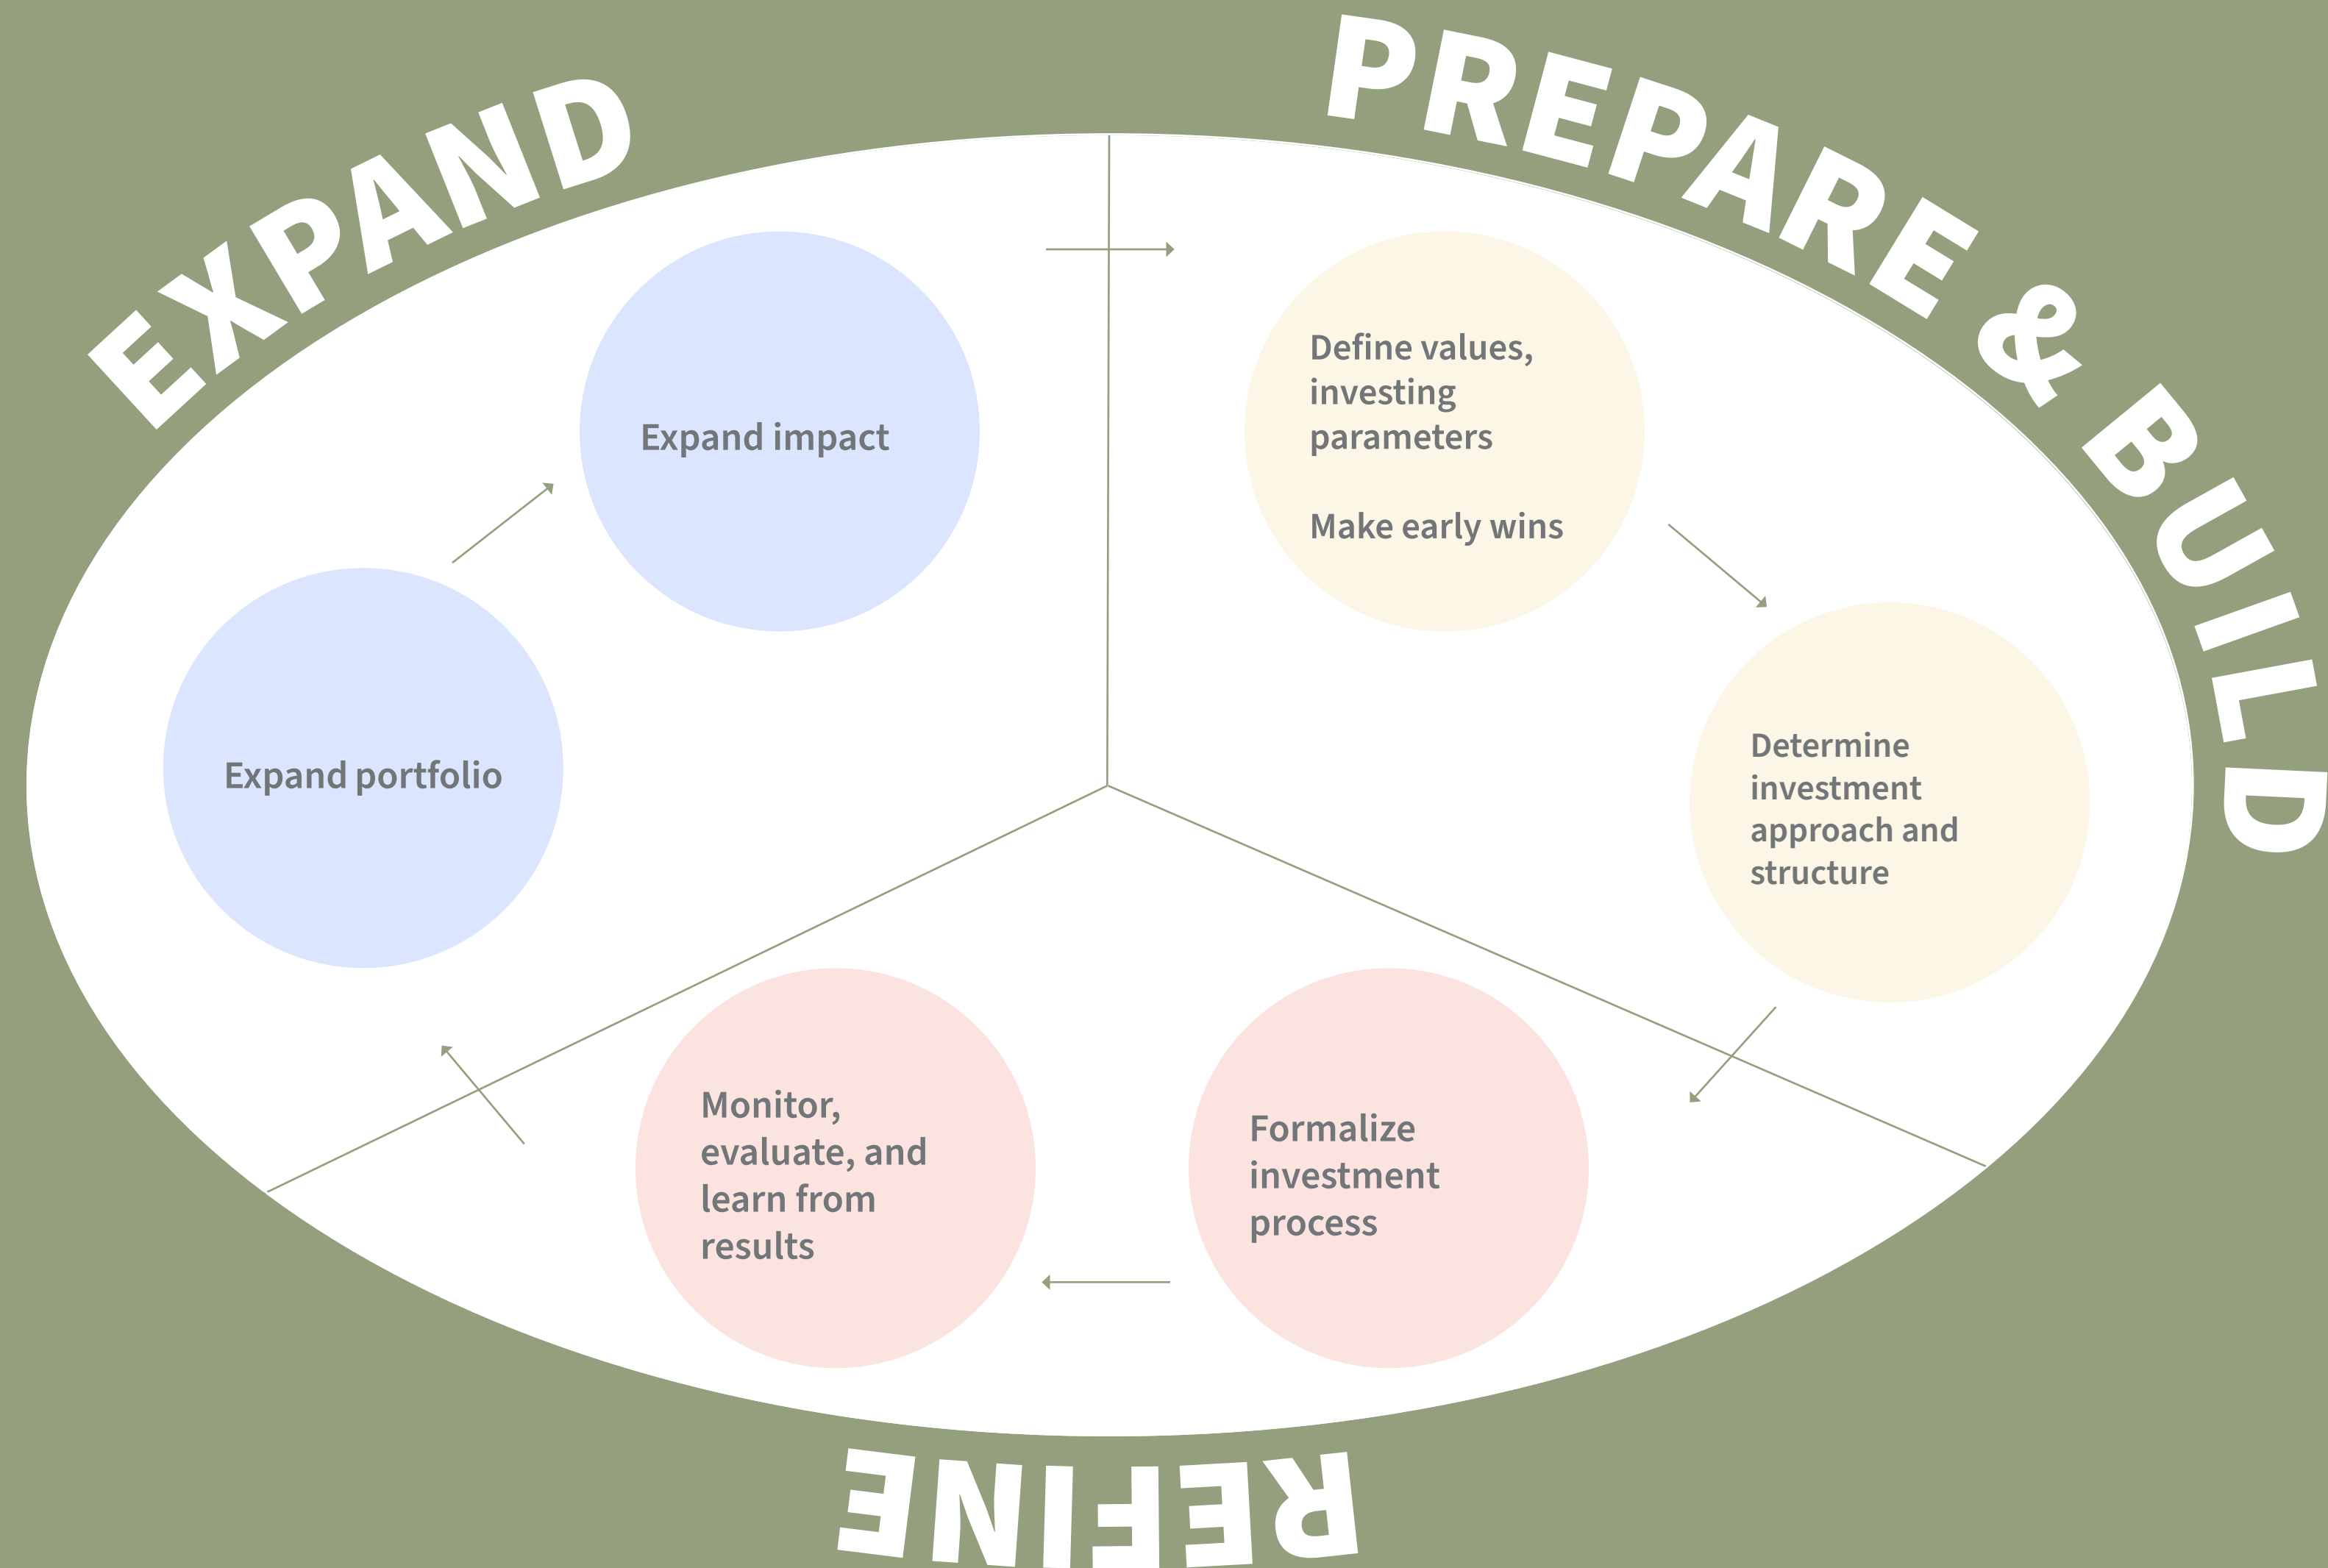 EXPAND
PREPARE & BUILD
Expand impact
Define values,
investing
parameters
Make early wins
Expand portfolio
Determine
investment
approach and
structure
Monitor,
evaluate, and
learn from
results
Formalize
investment
process
REFINE